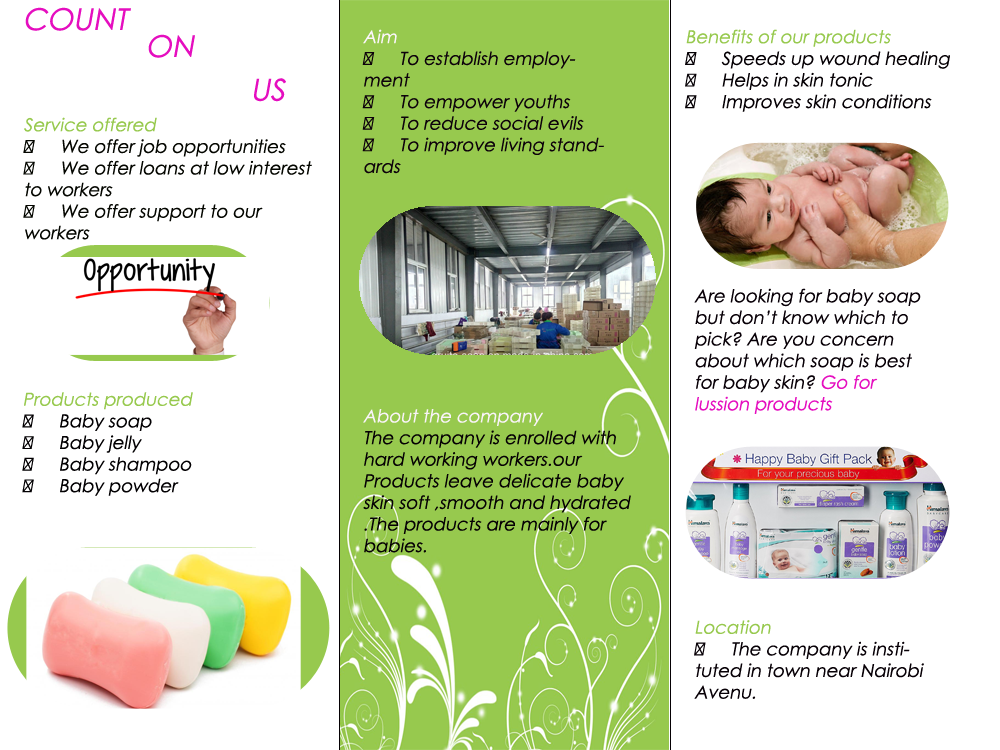 COUNT
ON
US
Service offered
We offer job opportunities
We offer loans at low interest
to workers
We offer support to our
workers
Opportunity
Products produced
Baby soap
Baby jelly
Baby shampoo
Baby powder
Aim
To establish employ-
ment
To empower youths
To reduce social evils
To improve living stand-
ards
About the company
The company is enrolled with
hard working workers.our
Products leave delicate baby
skin soft ,smooth and hydrated
.The products are mainly for
babies.
Benefits of our products
Speeds up wound healing
Helps in skin tonic
Improves skin conditions
Are looking for baby soap
but don’t know which to
pick? Are you concern
about which soap is best
for baby skin? Go for
lussion products
Happy Baby Gift Pack
For your precious baby
Himalaya
gentle
baby
lotion
baby
Location
The company is insti-
tuted in town near Nairobi
Avenu.